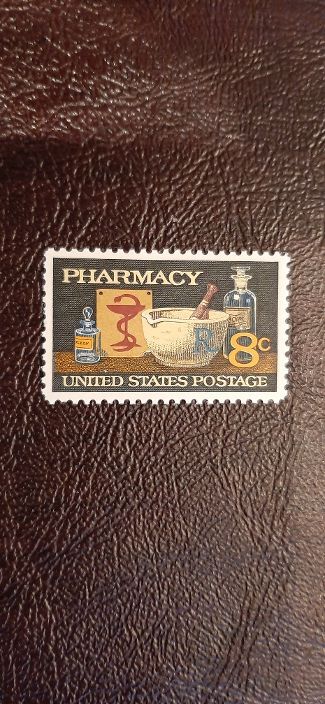 PHARMACY
R
8c
UNITED STATES POSTAGE